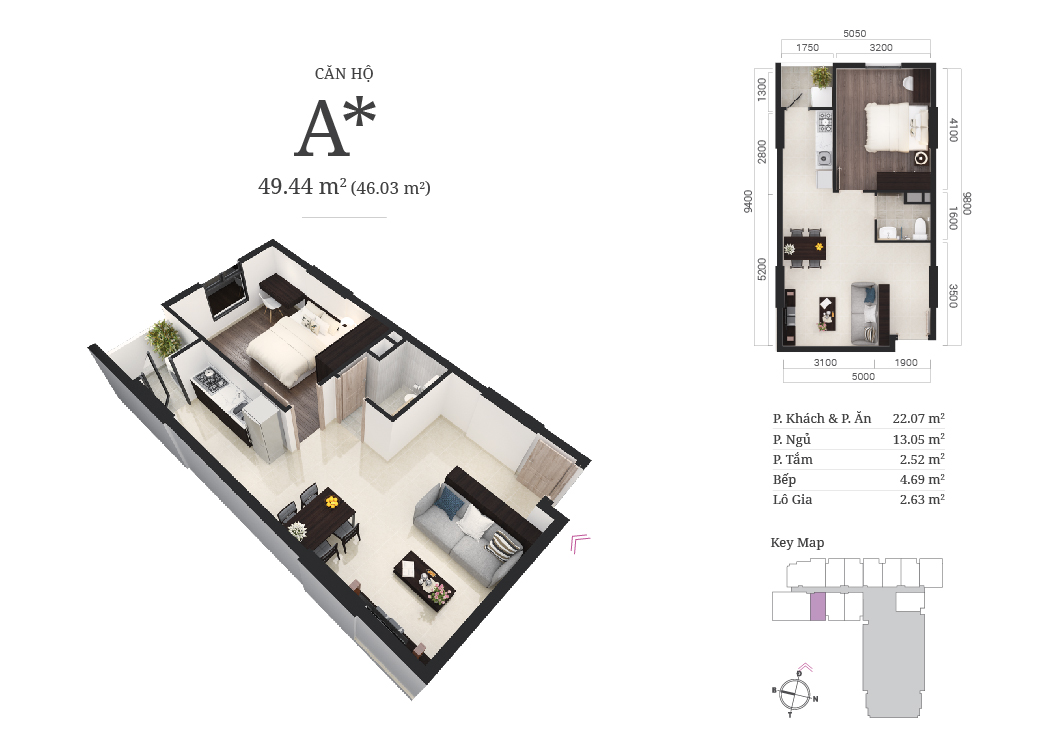 CĂN HỘ
A*
49.44 m² (46.03 m²)
5050
1750 3200
1300
2800
9400
5200
4100
9800
1600
3500
3100 1900
5000
P. Khách & P. Ăn 22.07 m²
P. Ngủ 13.05 m²
P. Tắm 2.52 m²
Bếp 4.69 m²
Lô Gia 2.63 m²
Key Map
Đ
B
N
T